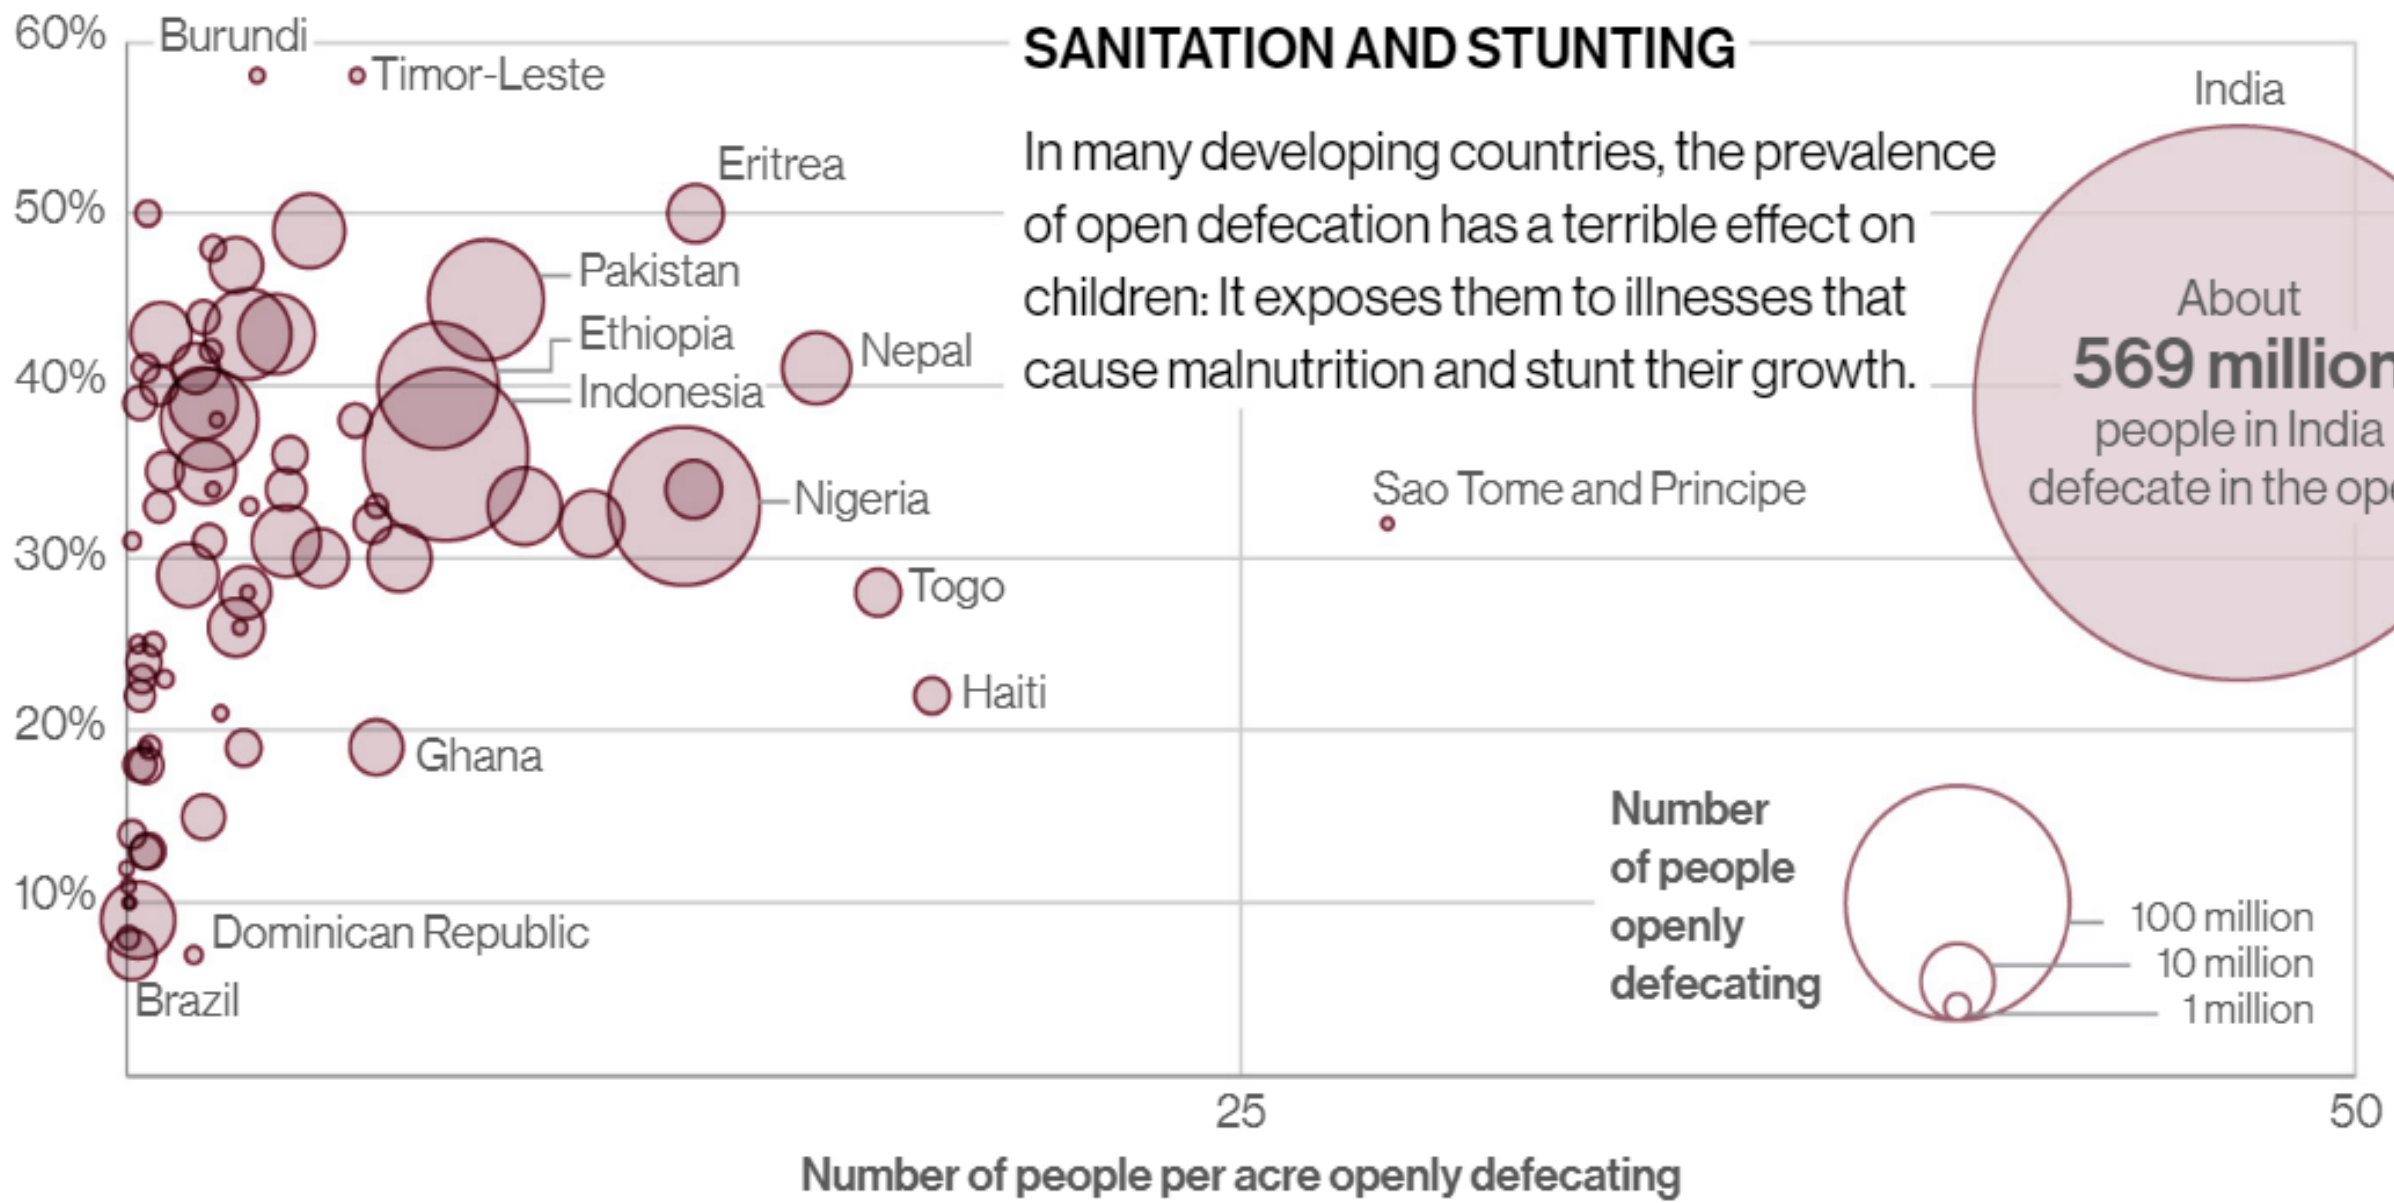 60%
Burundi
Timor-Leste
SANITATION AND STUNTING
India
In many developing countries, the prevalence
of open defecation has a terrible effect on
children: It exposes them to illnesses that
cause malnutrition and stunt their growth.
Eritrea
50%
Pakistan
Ethiopia
Nepal
40%
Indonesia
About
569 million
people in India
defecate in the ope
Sao Tome and Principe
Nigeria
30%
Togo
Haiti
20%
Ghana
Number
of people
openly
defecating
100 million
10 million
1 million
10%
Dominican Republic
Brazil
25
50
Number of people per acre openly defecating